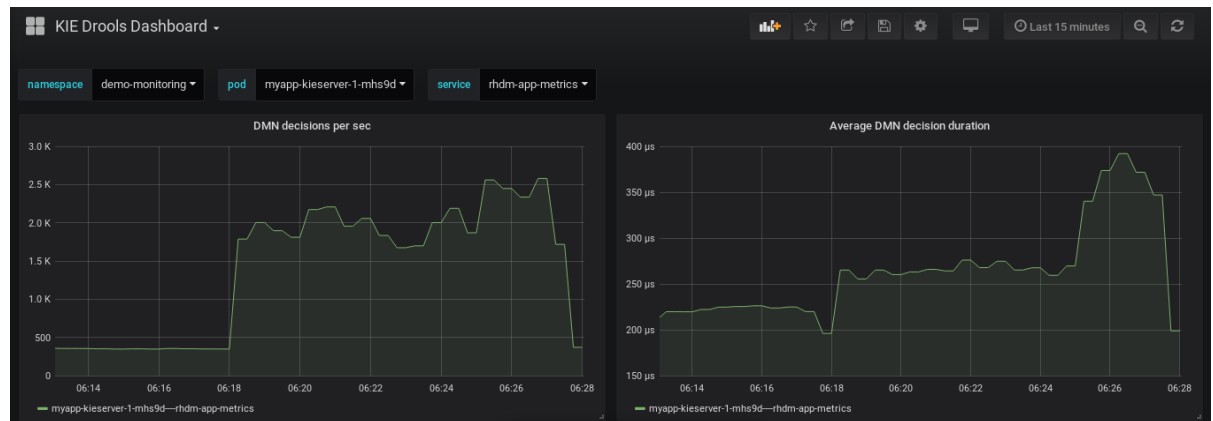 KIE Drools Dashboard
Last 15 minutes
namespace demo-monitoring pod myapp-kieserver-1-mhs9d service rhdm-app-metrics
DMN decisions per sec
3.0 K
2.5 K
2.0 K
1.5 K
1.0 K
500
0
06:14 06:16 06:18 06:20 06:22 06:24 06:26 06:28
myapp-kieserver-1-mhs9d—rhdm-app-metrics
Average DMN decision duration
400 µs
350 µs
300 µs
250 µs
200 µs
150 µs
06:14 06:16 06:18 06:20 06:22 06:24 06:26 06:28
myapp-kieserver-1-mhs9d—rhdm-app-metrics